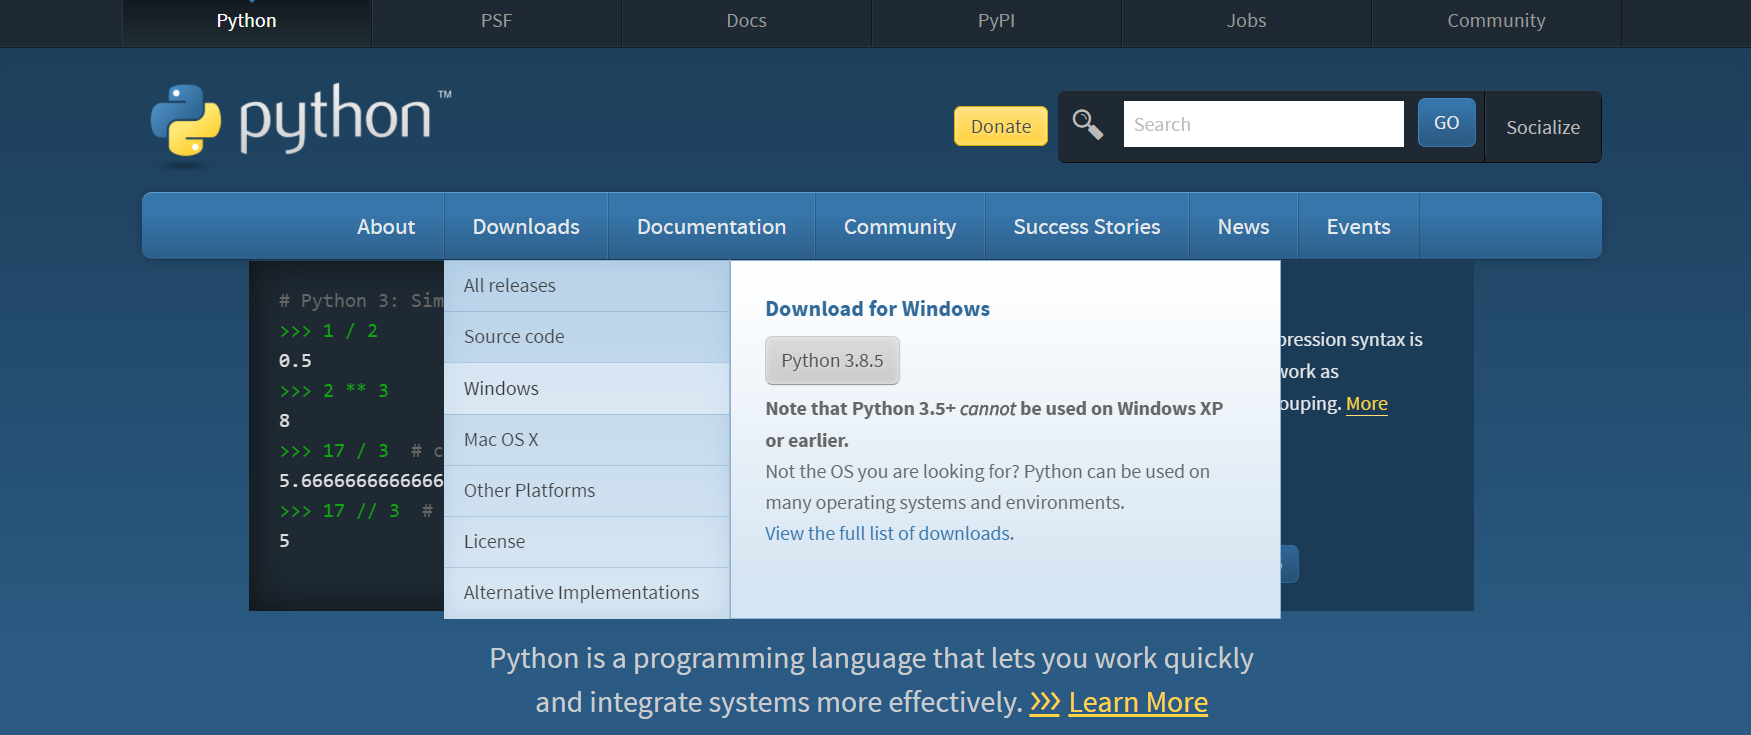 Python
PSF
Docs
PyPI
Jobs
Community
python™
Donate
Search
GO
Socialize
About
Downloads
Documentation
Community
Success Stories
News
Events
# Python 3: Sim
>>> 1 / 2
0.5
>>> 2 ** 3
8
>>> 17 / 3 # c
5.6666666666666
>>> 17 // 3 #
5
All releases
Source code
Windows
Mac OS X
Other Platforms
License
Alternative Implementations
Download for Windows
Python 3.8.5
Note that Python 3.5+ cannot be used on Windows XP
or earlier.
Not the OS you are looking for? Python can be used on
many operating systems and environments.
View the full list of downloads.
pression syntax is
work as
ouping. More
Python is a programming language that lets you work quickly
and integrate systems more effectively. >>> Learn More